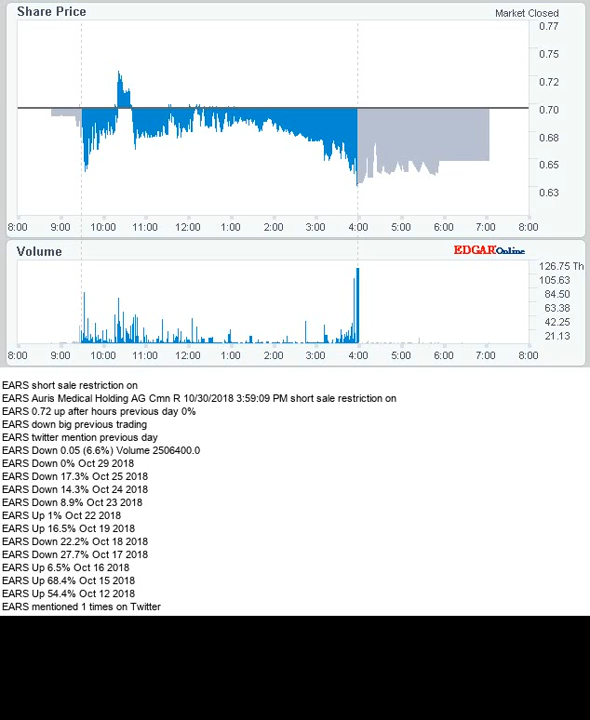 Share Price
Market Closed
0.77
0.75
0.72
0.70
0.68
0.65
0.63
8:00 9:00 10:00 11:00 12:00 1:00 2:00 3:00 4:00 5:00 6:00 7:00 8:00
Volume
EDGAR Online
126.75 Th
105.63
84.50
63.38
42.25
21.13
8:00 9:00 10:00 11:00 12:00 1:00 2:00 3:00 4:00 5:00 6:00 7:00 8:00
EARS short sale restriction on
EARS Auris Medical Holding AG Cmn R 10/30/2018 3:59:09 PM short sale restriction on
EARS 0.72 up after hours previous day 0%
EARS down big previous trading
EARS twitter mention previous day
EARS Down 0.05 (6.6%) Volume 2506400.0
EARS Down 0% Oct 29 2018
EARS Down 17.3% Oct 25 2018
EARS Down 14.3% Oct 24 2018
EARS Down 8.9% Oct 23 2018
EARS Up 1% Oct 22 2018
EARS Up 16.5% Oct 19 2018
EARS Down 22.2% Oct 18 2018
EARS Down 27.7% Oct 17 2018
EARS Up 6.5% Oct 16 2018
EARS Up 68.4% Oct 15 2018
EARS Up 54.4% Oct 12 2018
EARS mentioned 1 times on Twitter